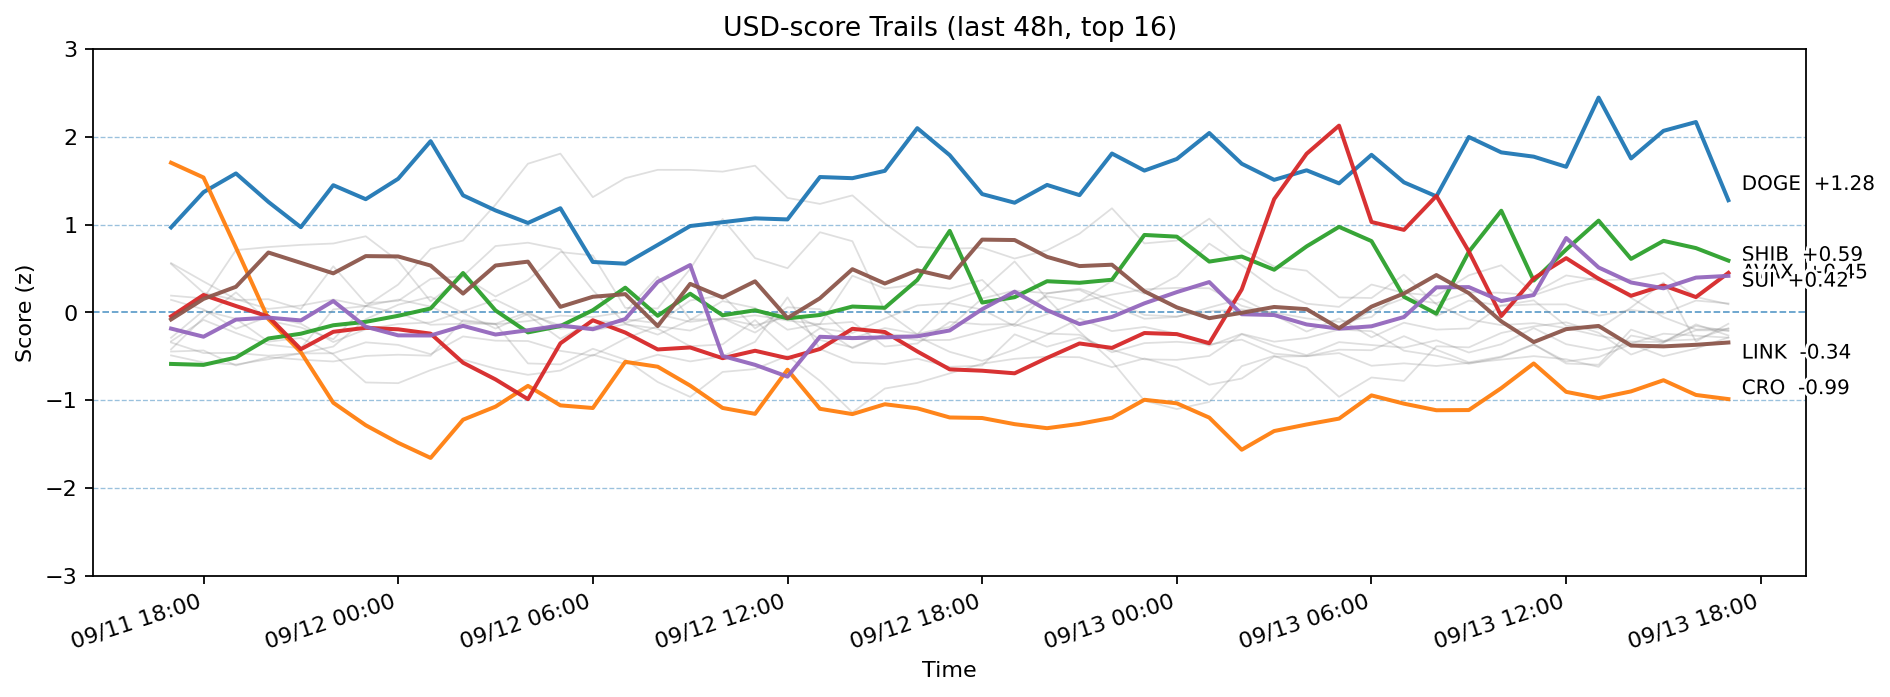 USD-score Trails (last 48h, top 16)
Score (z)
3
2
1
0
−1
−2
−3
DOGE +1.28
SHIB +0.59
AVAX +0.45
SUI +0.42
LINK -0.34
CRO -0.99
09/11 18:00
09/12 00:00
09/12 06:00
09/12 12:00
09/12 18:00
09/13 00:00
09/13 06:00
09/13 12:00
09/13 18:00
Time